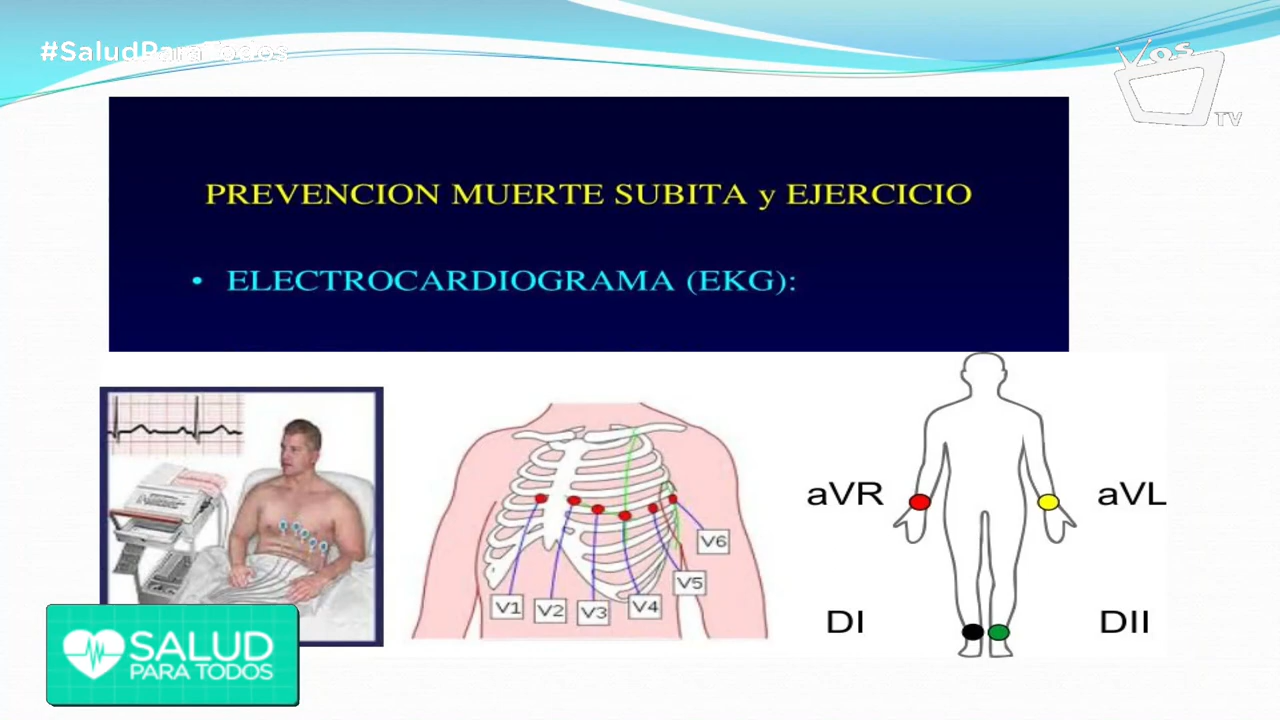 #SaludParaTodos
Vos
TV
PREVENCION MUERTE SUBITA y EJERCICIO
• ELECTROCARDIOGRAMA (EKG):
aVR
aVL
V6
V5
V1
V2
V3
V4
DI
DII
SALUD
PARA TODOS